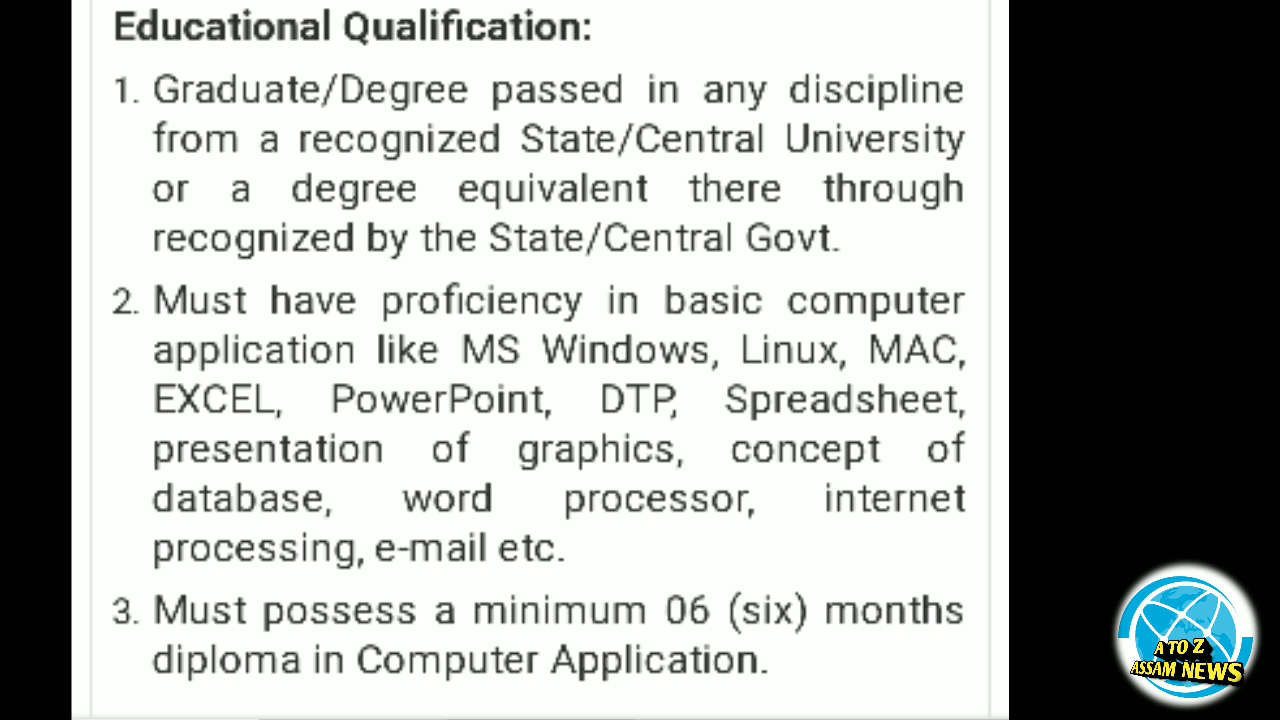 Educational Qualification:
1. Graduate/Degree passed in any discipline
from a recognized State/Central University
or a degree equivalent there through
recognized by the State/Central Govt.
2. Must have proficiency in basic computer
application like MS Windows, Linux, MAC,
EXCEL, PowerPoint, DTP, Spreadsheet,
presentation of graphics, concept of
database, word processor, internet
processing, e-mail etc.
3. Must possess a minimum 06 (six) months
diploma in Computer Application.
A TO Z
ASSAM NEWS